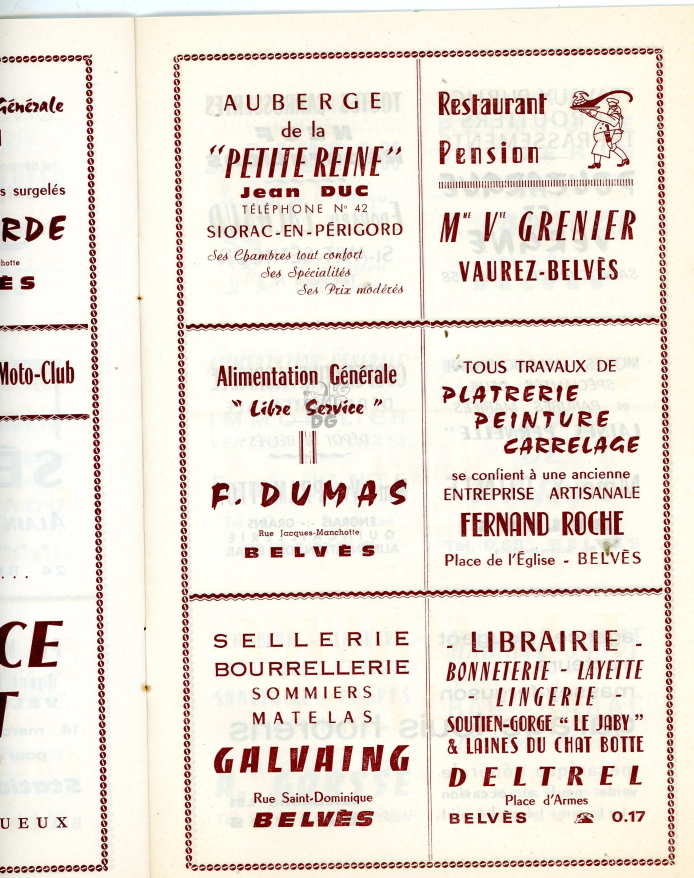 Générale
s surgelés
RDE
ÈS
Moto-Club
CE
T
UEUX
AUBERGE
de la
"PETITE REINE"
Jean DUC
TÉLÉPHONE N° 42
SIORAC-EN-PÉRIGORD
Ses Chambres tout confort
Ses Spécialités
Ses Prix modérés
Restaurant
Pension
Mme Vve GRENIER
VAUREZ-BELVÈS
Alimentation Générale
" Libre Service "
DG
F. DUMAS
Rue Jacques-Manchotte
BELVÈS
TOUS TRAVAUX DE
PLATRERIE
PEINTURE
CARRELAGE
se confient à une ancienne
ENTREPRISE ARTISANALE
FERNAND ROCHE
Place de l'Église - BELVÈS
SELLERIE
BOURRELLERIE
SOMMIERS
MATELAS
GALVAING
Rue Saint-Dominique
BELVÈS
- LIBRAIRIE -
BONNETERIE - LAYETTE
- LINGERIE -
SOUTIEN-GORGE " LE JABY "
& LAINES DU CHAT BOTTE
DELTREL
Place d'Armes
BELVÈS ☎ 0.17